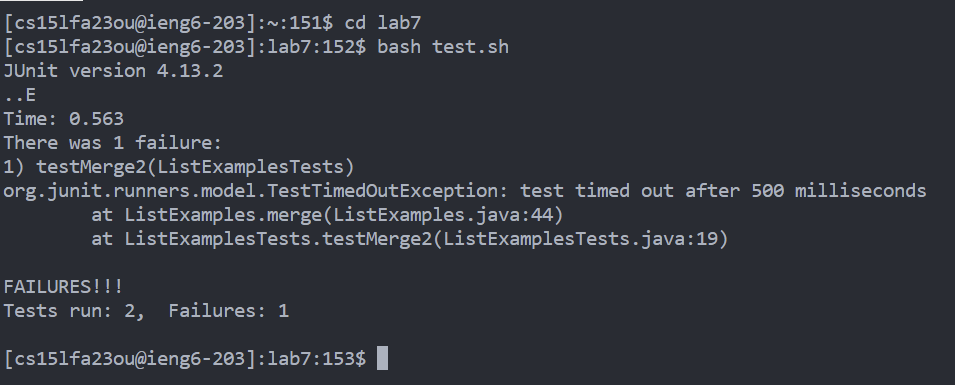 [cs15lfa23ou@ieng6-203]:~:151$ cd lab7
[cs15lfa23ou@ieng6-203]:lab7:152$ bash test.sh
JUnit version 4.13.2
..E
Time: 0.563
There was 1 failure:
1) testMerge2(ListExamplesTests)
org.junit.runners.model.TestTimedOutException: test timed out after 500 milliseconds
        at ListExamples.merge(ListExamples.java:44)
        at ListExamplesTests.testMerge2(ListExamplesTests.java:19)

FAILURES!!!
Tests run: 2,  Failures: 1

[cs15lfa23ou@ieng6-203]:lab7:153$